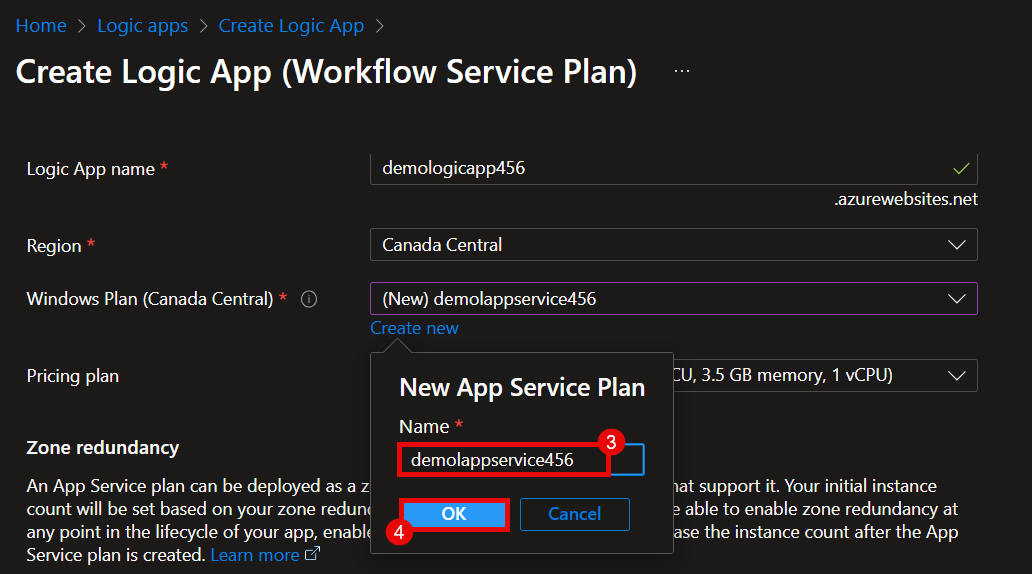 Home > Logic apps > Create Logic App >
Create Logic App (Workflow Service Plan) ...
Logic App name * demologicapp456
.azurewebsites.net
Region * Canada Central
Windows Plan (Canada Central) * (New) demolappservice456
Create new
Pricing plan CU, 3.5 GB memory, 1 vCPU)
New App Service Plan
Name *
3
demolappservice456
OK Cancel
4
Zone redundancy
An App Service plan can be deployed as a z hat support it. Your initial instance
count will be set based on your zone redund e able to enable zone redundancy at
any point in the lifecycle of your app, enable ase the instance count after the App
Service plan is created. Learn more